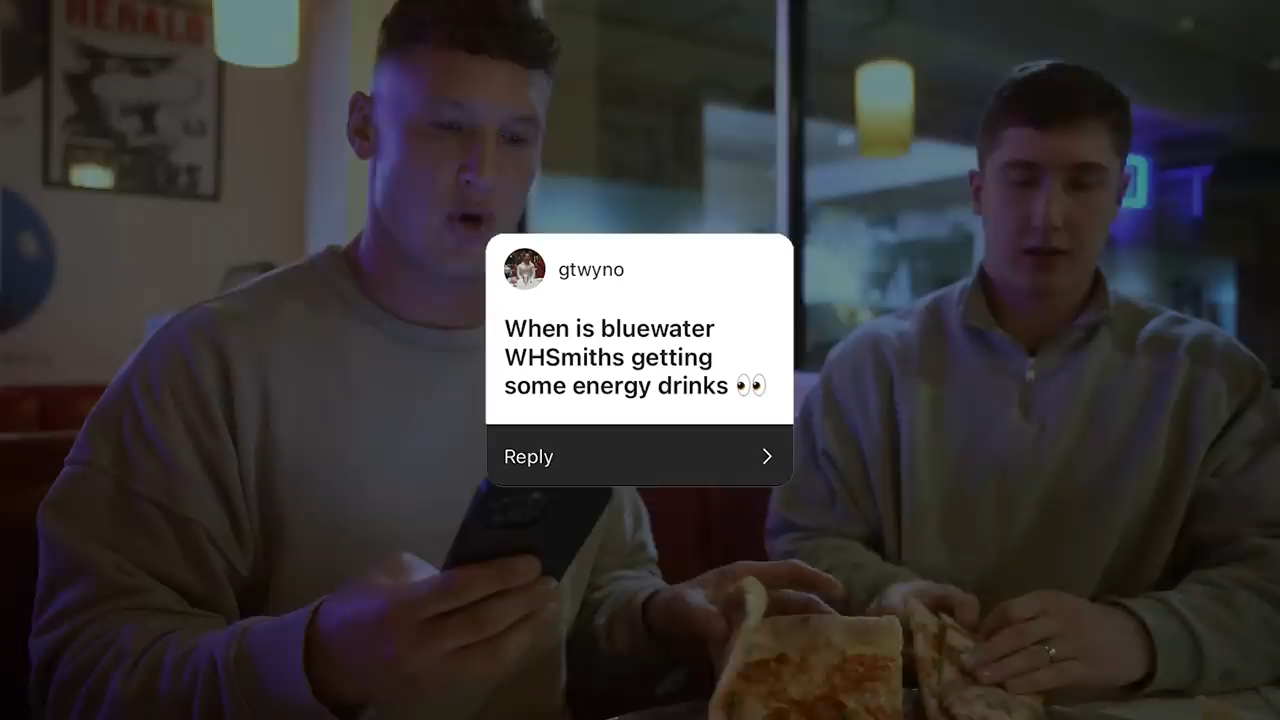 HERALD
gtwyno
When is bluewater
WHSmiths getting
some energy drinks 👀
Reply